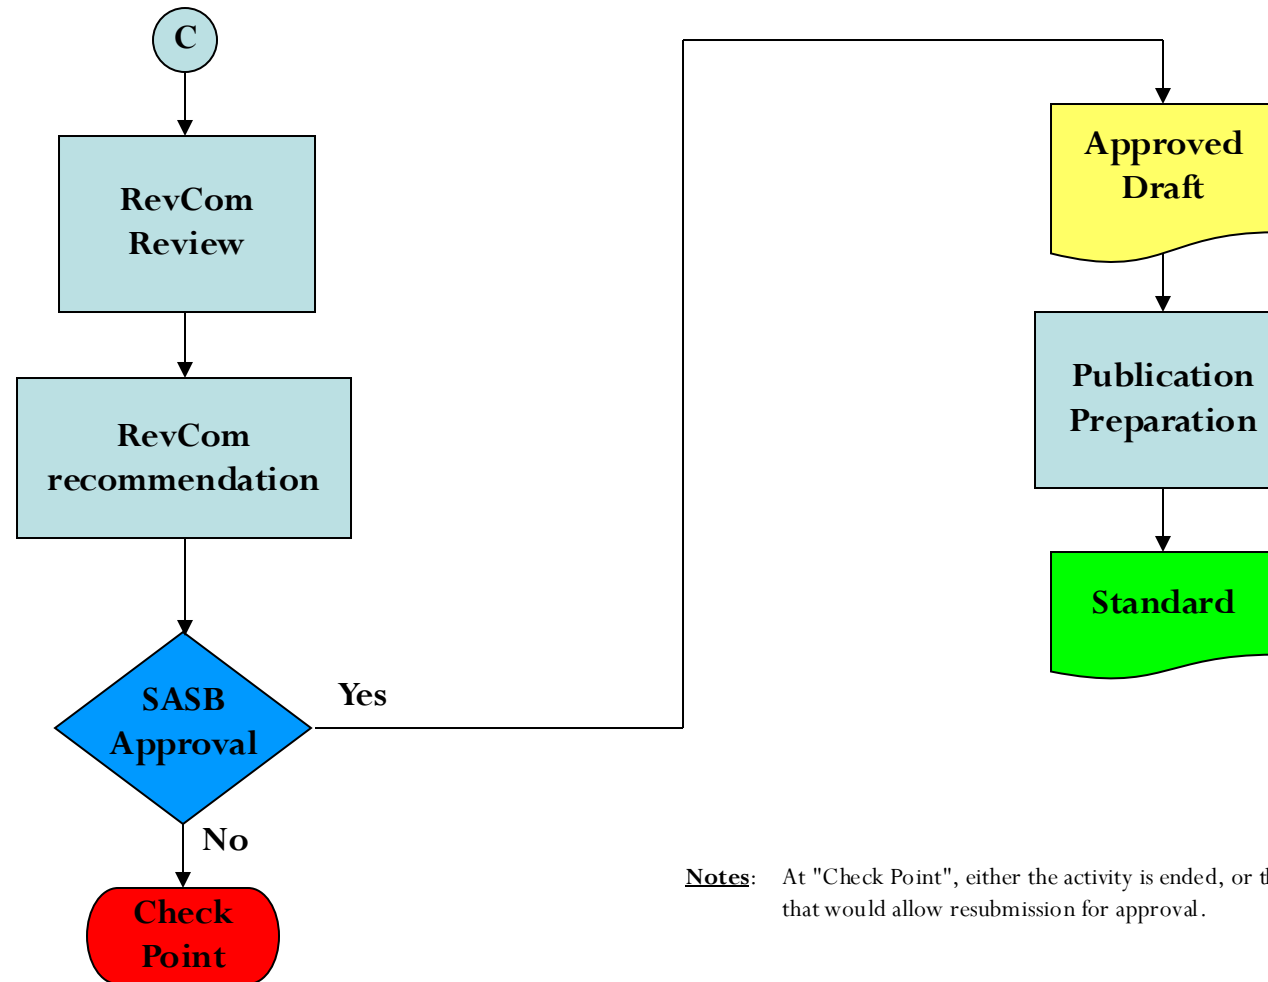 C
RevCom
Review
RevCom
recommendation
SASB
Approval
Yes
No
Check
Point
Approved
Draft
Publication
Preparation
Standard
Notes: At "Check Point", either the activity is ended, or
that would allow resubmission for approval.